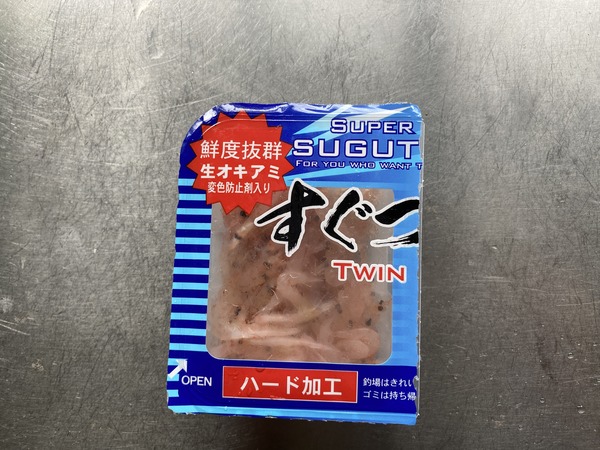 SUPER
SUGUT
FOR YOU WHO WANT T
鮮度抜群
生オキアミ
変色防止剤入り
すぐつ
TWIN
OPEN
ハード加工
釣場はきれい
ゴミは持ち帰